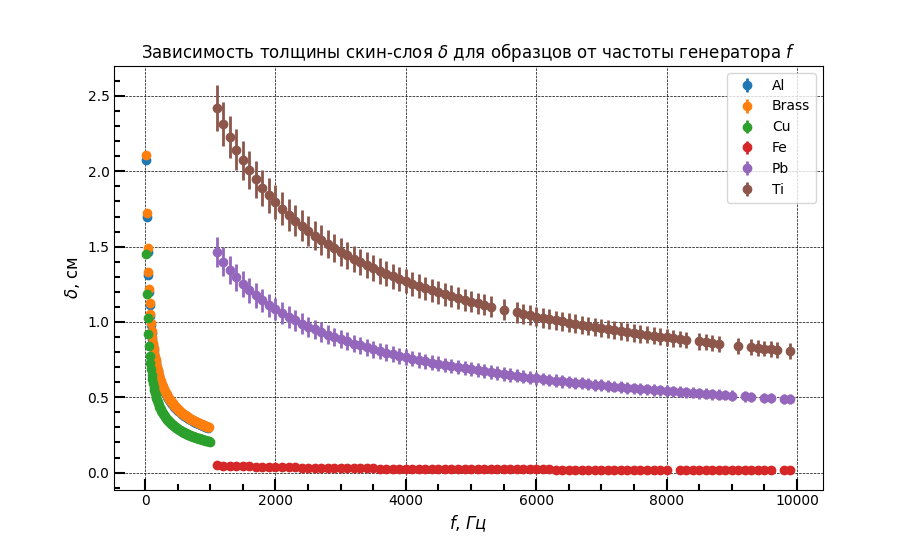 Зависимость толщины скин-слоя δ для образцов от частоты генератора f
Al
Brass
Cu
Fe
Pb
Ti
2.5
2.0
1.5
1.0
0.5
0.0
δ, см
0 2000 4000 6000 8000 10000
f, Гц